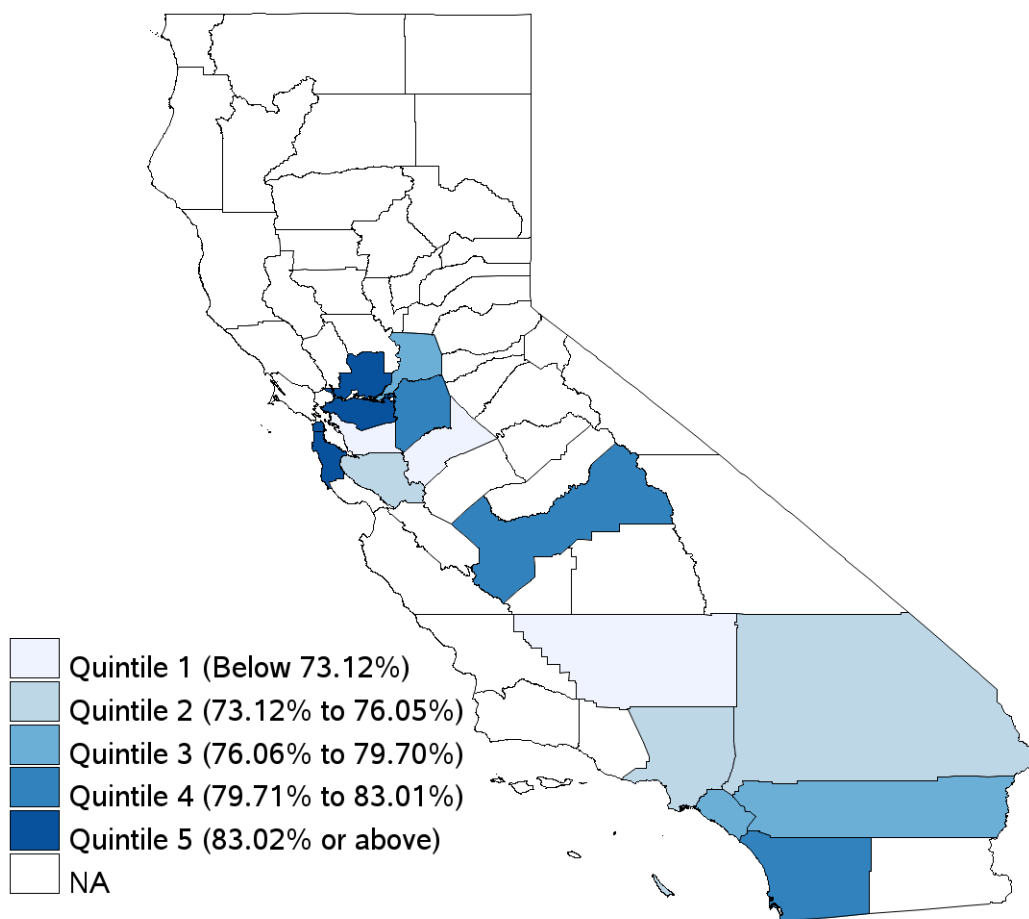 Quintile 1 (Below 73.12%)
Quintile 2 (73.12% to 76.05%)
Quintile 3 (76.06% to 79.70%)
Quintile 4 (79.71% to 83.01%)
Quintile 5 (83.02% or above)
NA